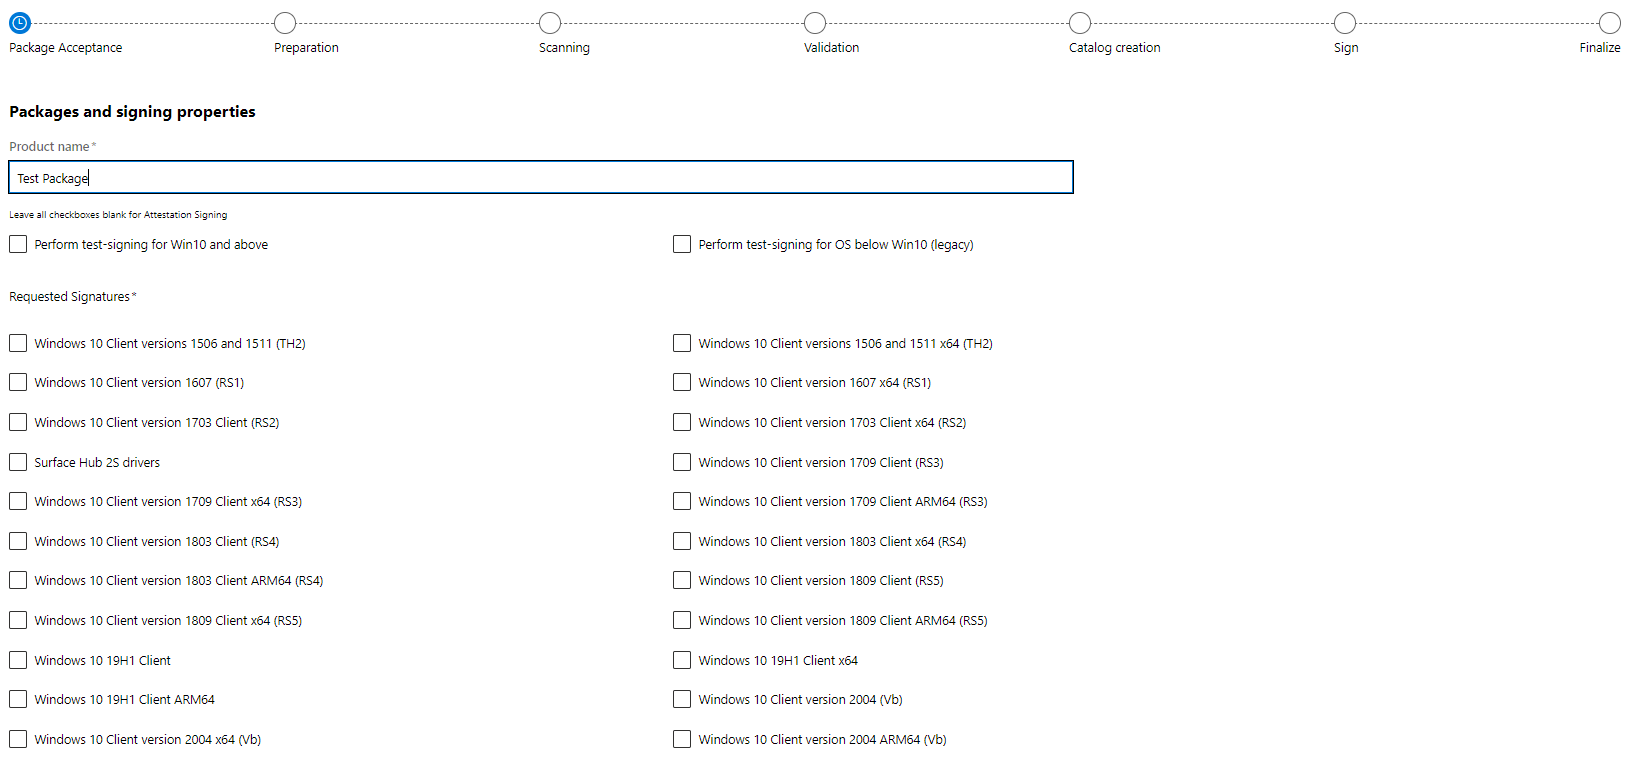 Package Acceptance
Preparation
Scanning
Validation
Catalog creation
Sign
Finalize
Packages and signing properties
Product name*
Test Package
Leave all checkboxes blank for Attestation Signing
Perform test-signing for Win10 and above
Perform test-signing for OS below Win10 (legacy)
Requested Signatures*
Windows 10 Client versions 1506 and 1511 (TH2)
Windows 10 Client versions 1506 and 1511 x64 (TH2)
Windows 10 Client version 1607 (RS1)
Windows 10 Client version 1607 x64 (RS1)
Windows 10 Client version 1703 Client (RS2)
Windows 10 Client version 1703 Client x64 (RS2)
Surface Hub 2S drivers
Windows 10 Client version 1709 Client (RS3)
Windows 10 Client version 1709 Client x64 (RS3)
Windows 10 Client version 1709 Client ARM64 (RS3)
Windows 10 Client version 1803 Client (RS4)
Windows 10 Client version 1803 Client x64 (RS4)
Windows 10 Client version 1803 Client ARM64 (RS4)
Windows 10 Client version 1809 Client (RS5)
Windows 10 Client version 1809 Client x64 (RS5)
Windows 10 Client version 1809 Client ARM64 (RS5)
Windows 10 19H1 Client
Windows 10 19H1 Client x64
Windows 10 19H1 Client ARM64
Windows 10 Client version 2004 (Vb)
Windows 10 Client version 2004 x64 (Vb)
Windows 10 Client version 2004 ARM64 (Vb)